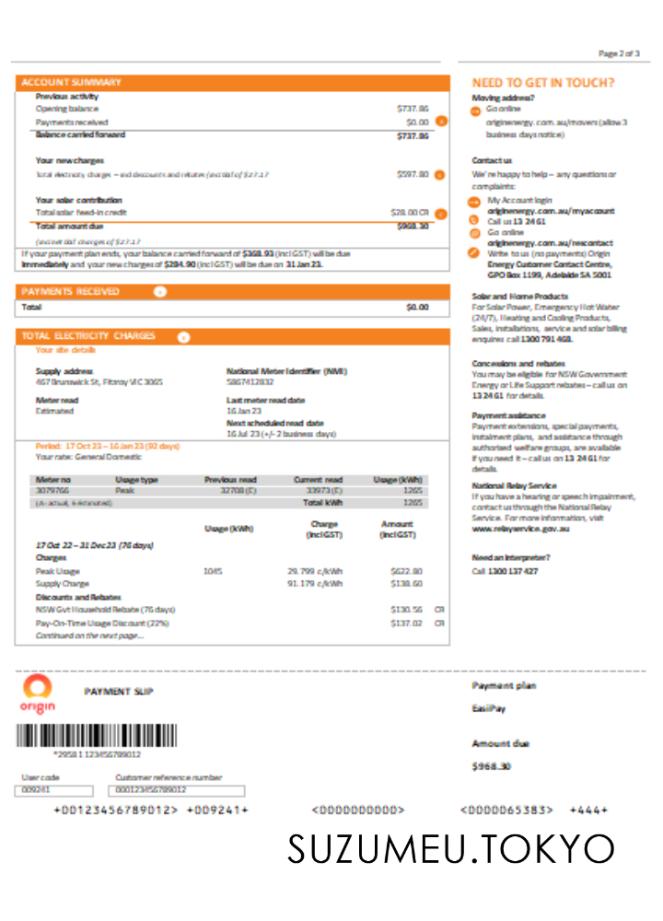 Page 2 of 3
ACCOUNT SUMMARY
Previous activity
Opening balance $737.86
Payments received $0.00
Balance carried forward $737.86
Your new charges
Total electricity charges – incl discounts and rebates (excl bill of $27.17 $597.80
Your solar contribution
Total solar feed-in credit $28.00 CR
Total amount due $968.30
charges of $27.17
If your payment plan ends, your balance carried forward of $368.93 (incl GST) will be due
immediately and your new charges of $284.90 (incl GST) will be due on 31 Jan 23.
PAYMENTS RECEIVED
Total $0.00
TOTAL ELECTRICITY CHARGES
Your site details
Supply address National Meter Identifier (NMI)
467 Brunswick St, Fitzroy VIC 3065 5867412832
Meter read Last meter read date
Estimated 16 Jan 23
Next scheduled read date
16 Jul 23 (+/- 2 business days)
Period: 17 Oct 23 – 16 Jan 23 (92 days)
Your rate: General Domestic
Meter no Usage type Previous read Current read Usage (kWh)
3079766 Peak 32708 (E) 33973 (E) 1265
(A- actual, E-estimated) Total kWh 1265
Usage (kWh) Charge Amount
(incl GST) (incl GST)
17 Oct 22 – 31 Dec 23 (76 days)
Charges
Peak Usage 1045 29.799 c/kWh $622.80
Supply Charge 91.179 c/kWh $138.60
Discounts and Rebates
NSW Gvt Household Rebate (76 days) $130.56 CR
Pay-On-Time Usage Discount (22%) $137.02 CR
Continued on the next page...
NEED TO GET IN TOUCH?
Moving address?
Go online
originenergy. com. au/movers (allow 3
business days notice)
Contact us
We're happy to help – any questions or
complaints:
My Account login
originenergy.com.au/myaccount
Call us 13 24 61
Go online
originenergy.com.au/rescontact
Write to us (no payments) Origin
Energy Customer Contact Centre,
GPO Box 1199, Adelaide SA 5001
Solar and Home Products
For Solar Power, Emergency Hot Water
(24/7), Heating and Cooling Products,
Sales, installations, service and solar billing
enquires call 1300 791 468.
Concessions and rebates
You may be eligible for NSW Government
Energy or Life Support rebates – call us on
13 24 61 for details.
Payment assistance
Payment extensions, special payments,
instalment plans, and assistance through
authorised welfare groups, are available
if you need it – call us on 13 24 61 for
details.
National Relay Service
If you have a hearing or speech impairment,
contact us through the National Relay
Service. For more information, visit
www.relayservice.gov.au
Need an Interpreter?
Call 1300 137 427
origin
PAYMENT SLIP
*2958 1 123456789012
User code Customer reference number
009241 000123456789012
Payment plan
EasiPay
Amount due
$968.30
+00123456789012> +009241+ <0000000000> <0000065383> +444+
SUZUMEU.TOKYO